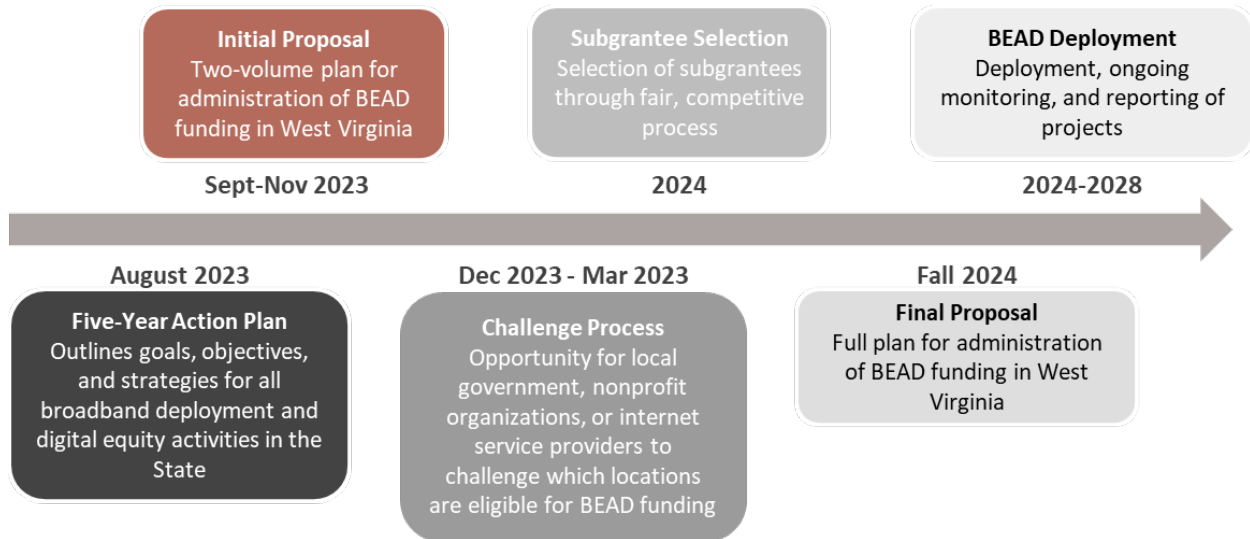 Initial Proposal
Two-volume plan for
administration of BEAD
funding in West Virginia
Subgrantee Selection
Selection of subgrantees
through fair, competitive
process
BEAD Deployment
Deployment, ongoing
monitoring, and reporting of
projects
Sept-Nov 2023
2024
2024-2028
August 2023
Dec 2023 - Mar 2023
Fall 2024
Five-Year Action Plan
Outlines goals, objectives,
and strategies for all
broadband deployment and
digital equity activities in the
State
Challenge Process
Opportunity for local
government, nonprofit
organizations, or internet
service providers to
challenge which locations
are eligible for BEAD funding
Final Proposal
Full plan for administration
of BEAD funding in West
Virginia